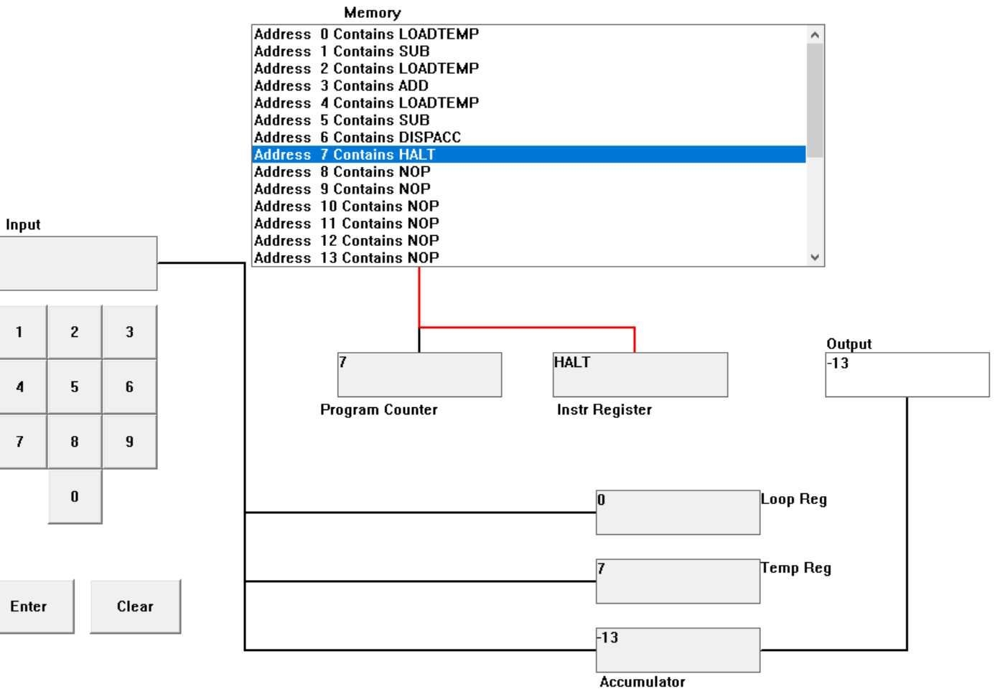 Memory
Address 0 Contains LOADTEMP
Address 1 Contains SUB
Address 2 Contains LOADTEMP
Address 3 Contains ADD
Address 4 Contains LOADTEMP
Address 5 Contains SUB
Address 6 Contains DISPACC
Address 7 Contains HALT
Address 8 Contains NOP
Address 9 Contains NOP
Address 10 Contains NOP
Address 11 Contains NOP
Address 12 Contains NOP
Address 13 Contains NOP
Input
1 2 3
4 5 6
7 8 9
0
Enter Clear
7
Program Counter
HALT
Instr Register
Output
-13
0 Loop Reg
7 Temp Reg
-13
Accumulator